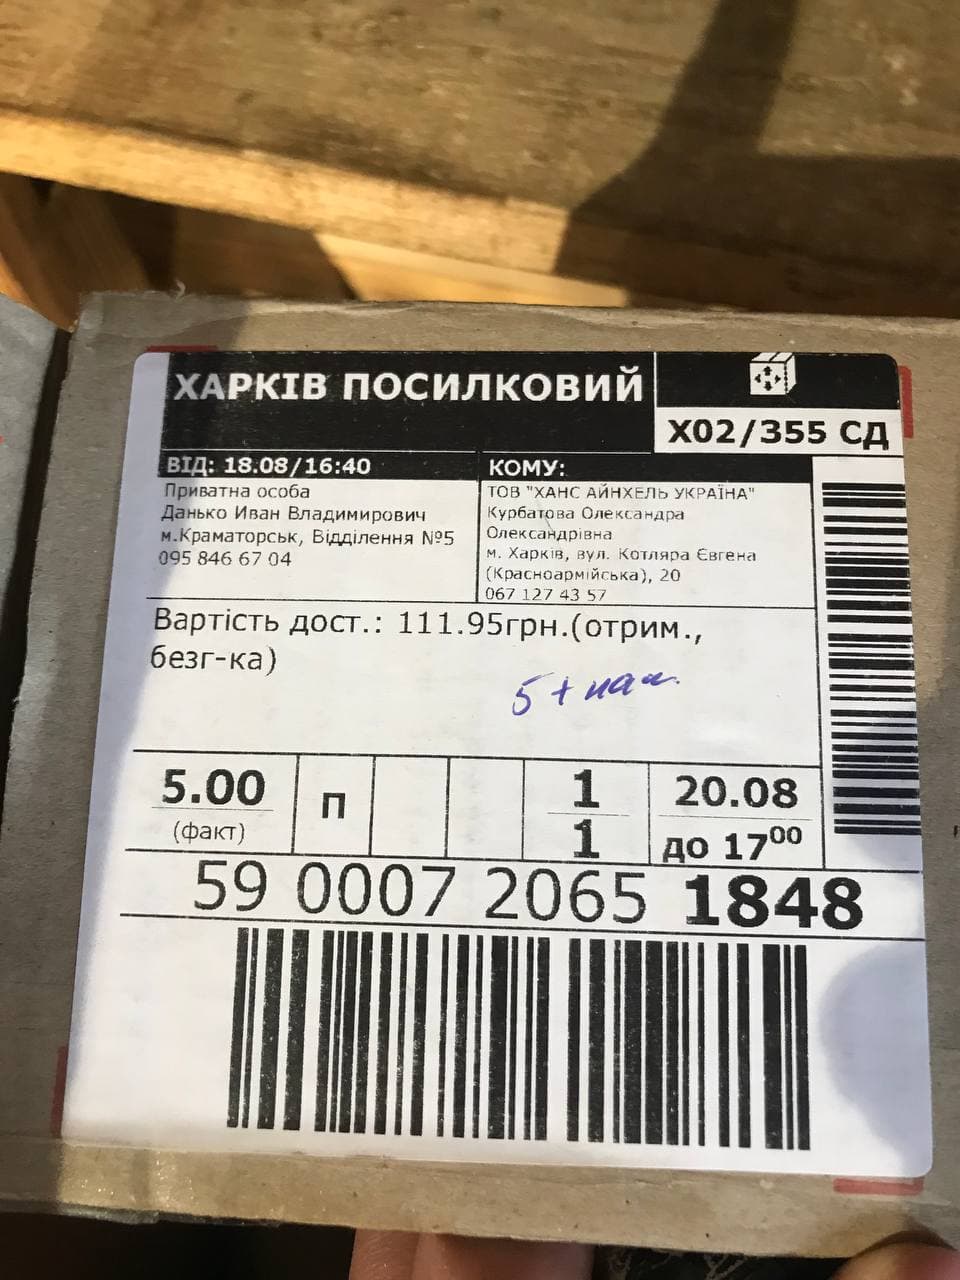 ХАРКІВ ПОСИЛКОВИЙ
Х02/355 СД
ВІД: 18.08/16:40
Приватна особа
Данько Иван Владимирович
м.Краматорськ, Відділення №5
095 846 67 04
КОМУ:
ТОВ "ХАНС АЙНХЕЛЬ УКРАЇНА"
Курбатова Олександра
Олександрівна
м. Харків, вул. Котляра Євгена
(Красноармійська), 20
067 127 43 57
Вартість дост.: 111.95грн.(отрим.,
безг-ка)
5 +
5.00
(факт)
П
1
1
20.08
до 17⁰⁰
59 0007 2065 1848